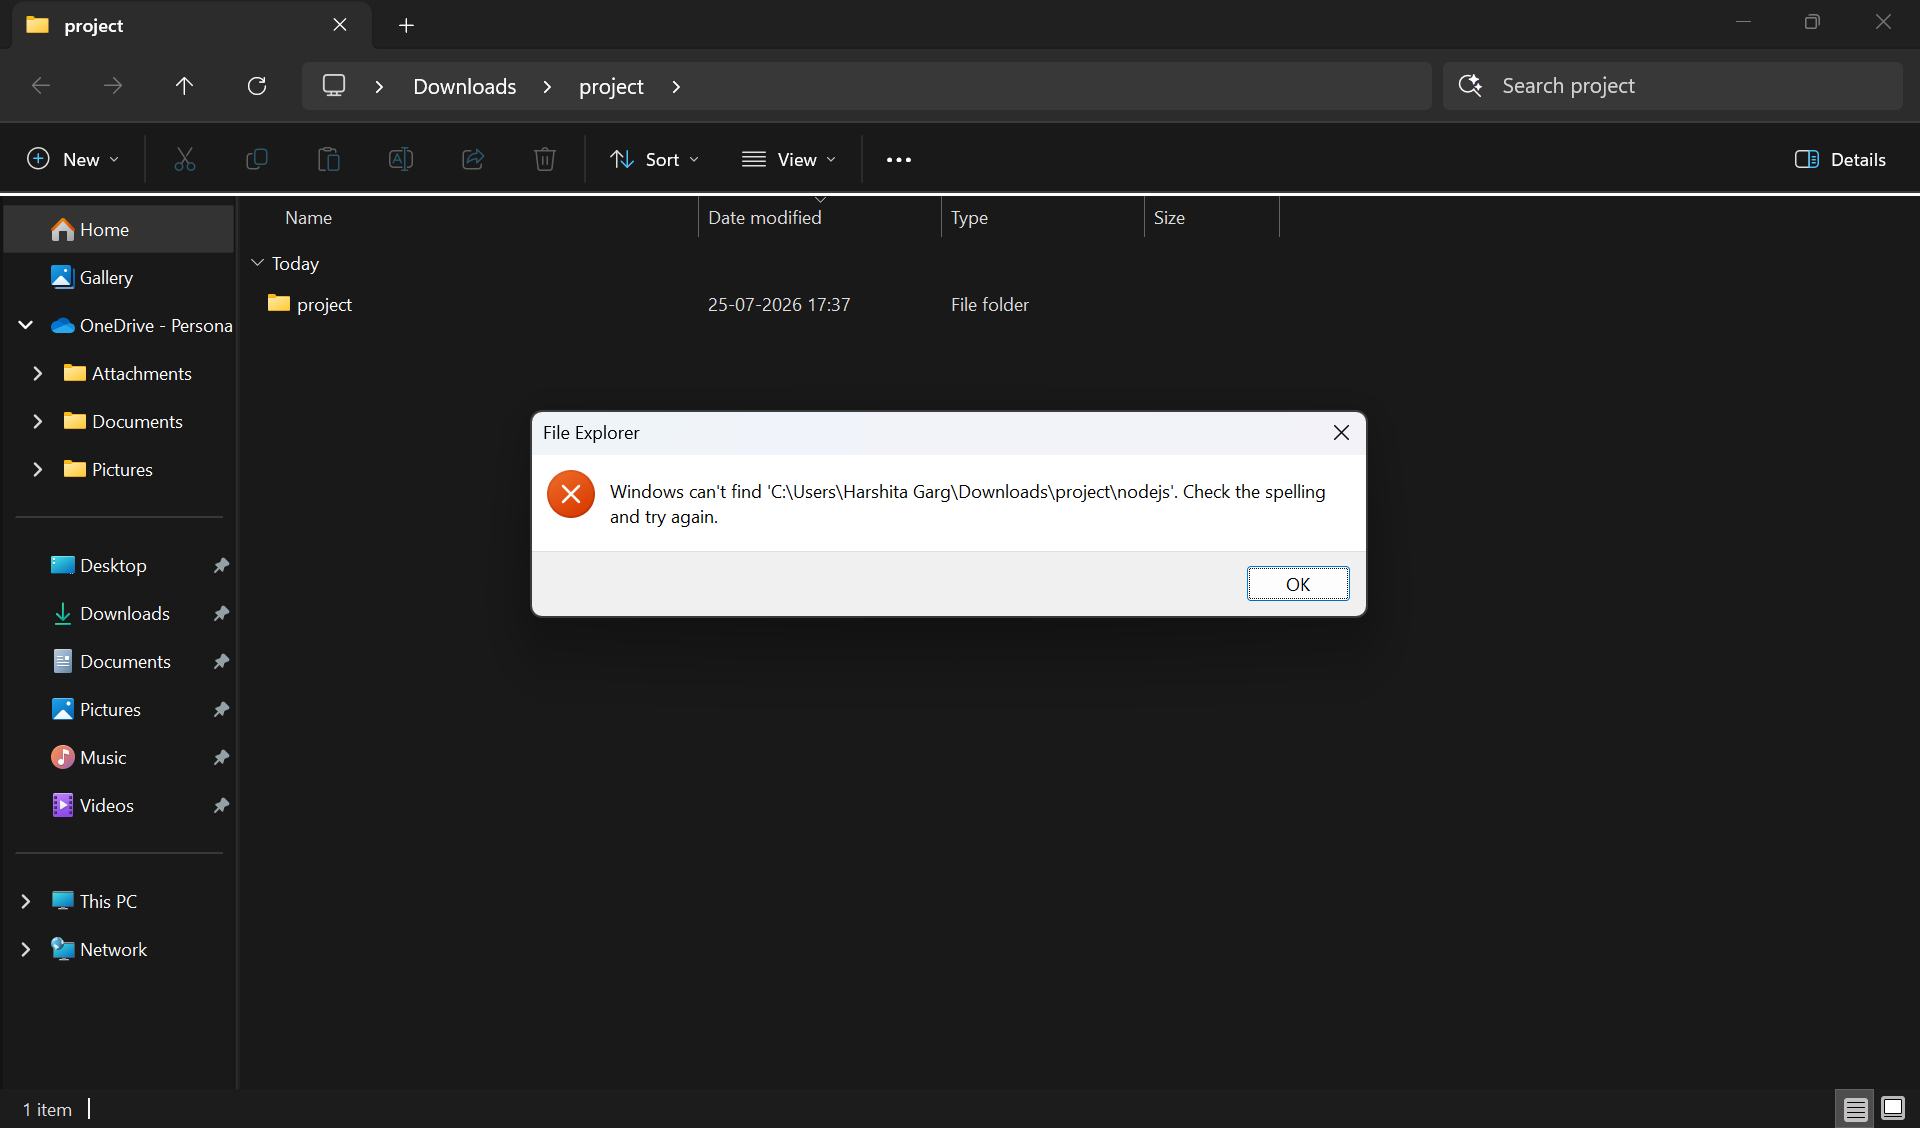 project
Downloads
project
Search project
New
Sort
View
Details
Name
Date modified
Type
Size
Home
Gallery
OneDrive - Persona
Attachments
Documents
Pictures
Desktop
Downloads
Documents
Pictures
Music
Videos
This PC
Network
Today
project
25-07-2026 17:37
File folder
File Explorer
Windows can't find 'C:\Users\Harshita Garg\Downloads\project\nodejs'. Check the spelling
and try again.
OK
1 item